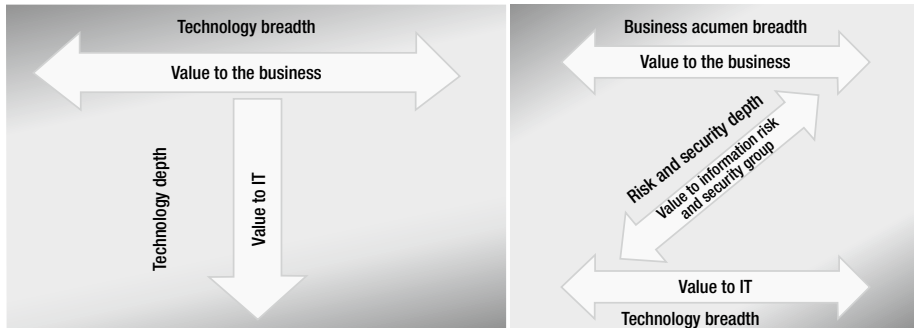 Technology breadth
Value to the business
Technology depth
Value to IT
Business acumen breadth
Value to the business
Risk and security depth
Value to information risk
and security group
Value to IT
Technology breadth